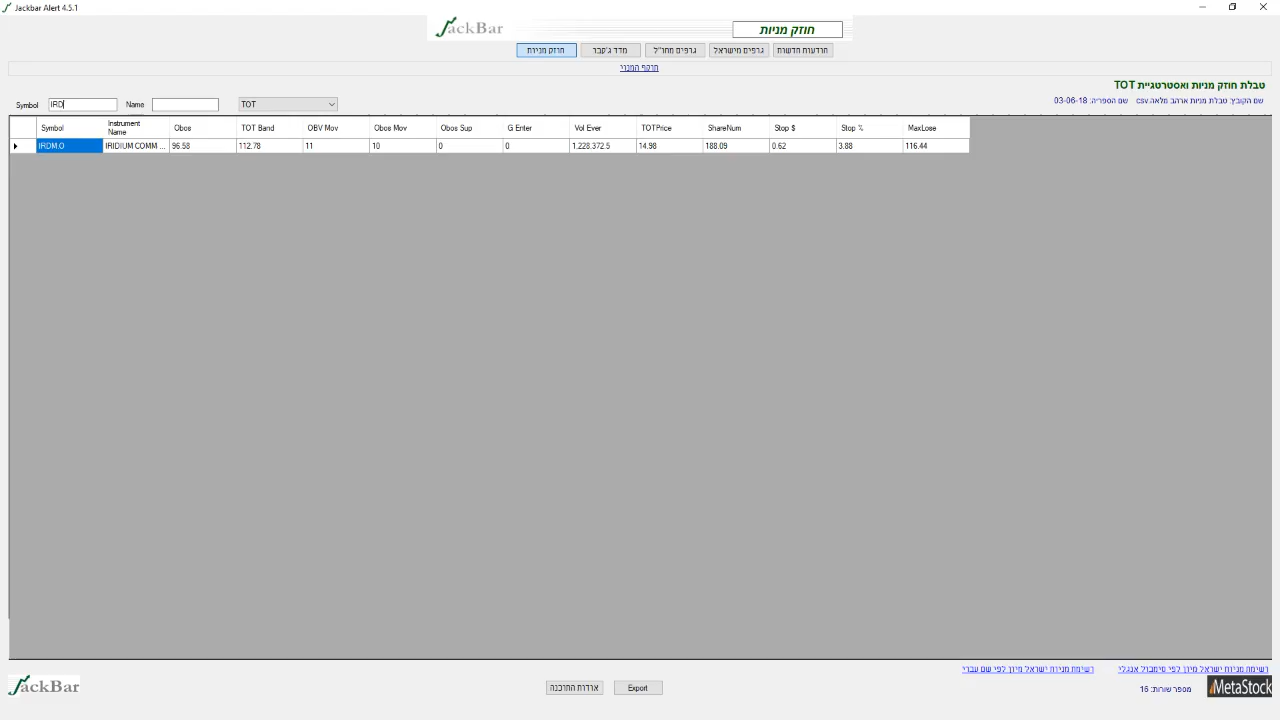 Jackbar Alert 4.5.1
JackBar
חוזק מניות
חוזק מניות
מדד ג'קבר
גרפים מחו"ל
גרפים מישראל
חודעות חדשות
תוקף המנוי
טבלת חוזק מניות ואסטרטגיית TOT
שם הקובץ: טבלת מניות ארהב מלאה.csv שם הספריה: 03-06-18
Symbol IRD Name TOT
Symbol Instrument Name Obos TOT Band OBV Mov Obos Mov Obos Sup G Enter Vol Ever TOTPrice ShareNum Stop $ Stop % MaxLose
IRDM.O IRIDIUM COMM ... 96.58 112.78 11 10 0 0 1,228,372.5 14.98 188.09 0.62 3.88 116.44
רשימת מניות ישראל מיון לפי סימבול אנגלי
רשימת מניות ישראל מיון לפי שם עברי
JackBar
אודות התוכנה
Export
מספר שורות: 16
MetaStock